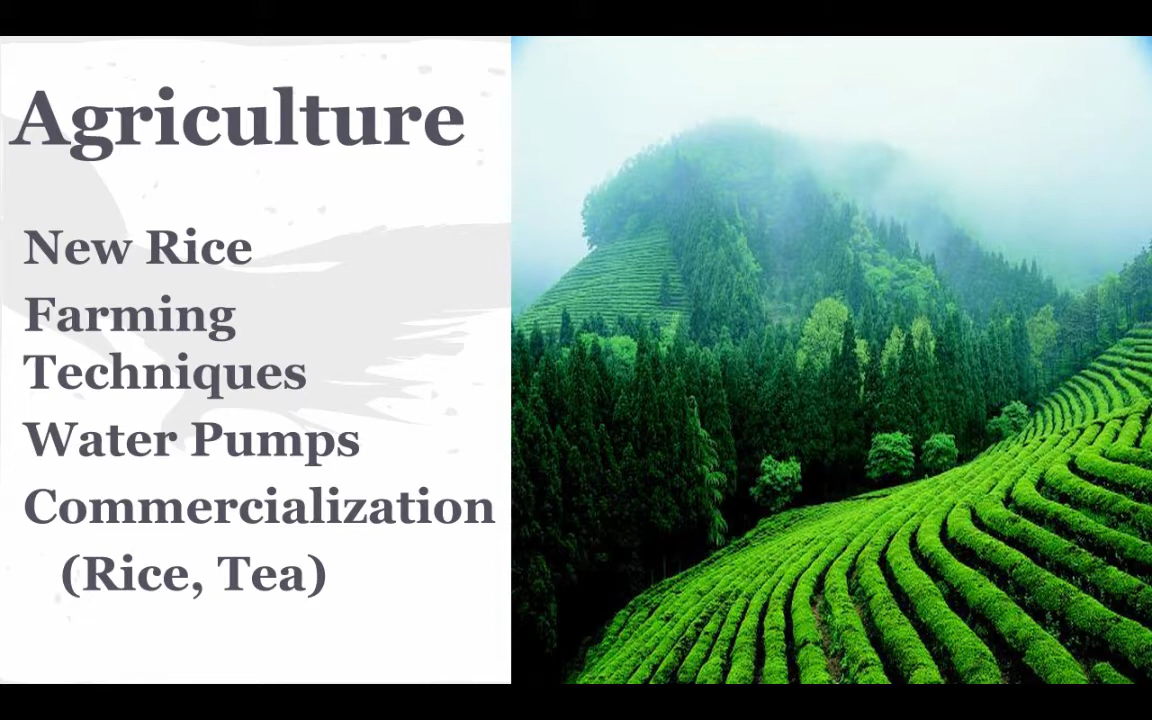 Agriculture
New Rice
Farming
Techniques
Water Pumps
Commercialization
(Rice, Tea)